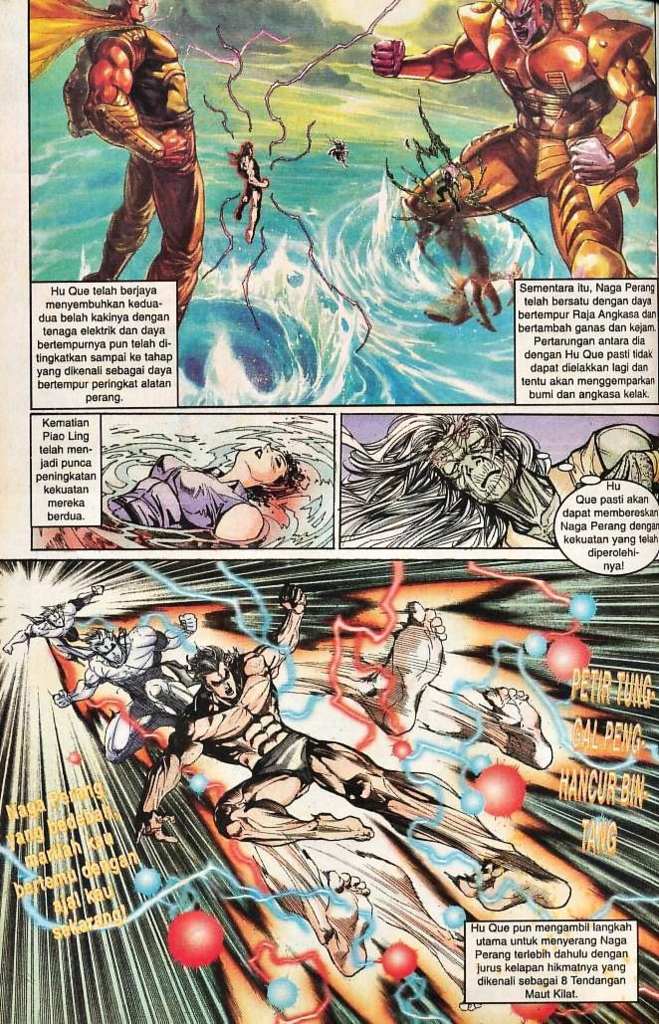 Hu Que telah berjaya
menyembuhkan kedua-
dua belah kakinya dengan
tenaga elektrik dan daya
bertempurnya pun telah di-
tingkatkan sampai ke tahap
yang dikenali sebagai daya
bertempur peringkat alatan
perang.
Sementara itu, Naga Perang
telah bersatu dengan daya
bertempur Raja Angkasa dan
bertambah ganas dan kejam.
Pertarungan antara dia
dengan Hu Que pasti tidak
dapat dielakkan lagi dan
tentu akan menggemparkan
bumi dan angkasa kelak.
Kematian
Piao Ling
telah men-
jadi punca
peningkatan
kekuatan
mereka
berdua.
Hu
Que pasti akan
dapat membereskan
Naga Perang dengan
kekuatan yang telah
diperolehi-
nya!
PETIR TUNG-
GAL PENG-
HANCUR BIN-
TANG
Naga Perang
yang bedebah,
marilah kau
bertemu dengan
ajal kau
sekarang!
Hu Que pun mengambil langkah
utama untuk menyerang Naga
Perang terlebih dahulu dengan
jurus kelapan hikmatnya yang
dikenali sebagai 8 Tendangan
Maut Kilat.